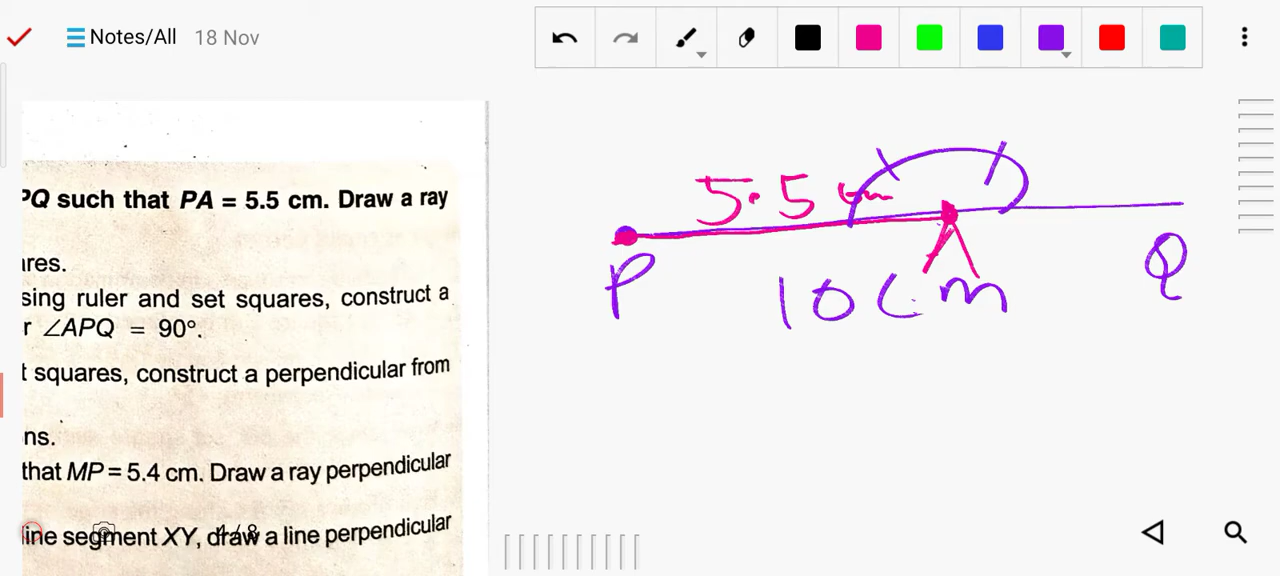 Notes/All 18 Nov
PQ such that PA = 5.5 cm. Draw a ray
ares.
sing ruler and set squares, construct a
r ∠APQ = 90°.
t squares, construct a perpendicular from
ns.
that MP = 5.4 cm. Draw a ray perpendicular
line segment XY, draw a line perpendicular
4/8
5.5 cm
P
A
10 cm
Q